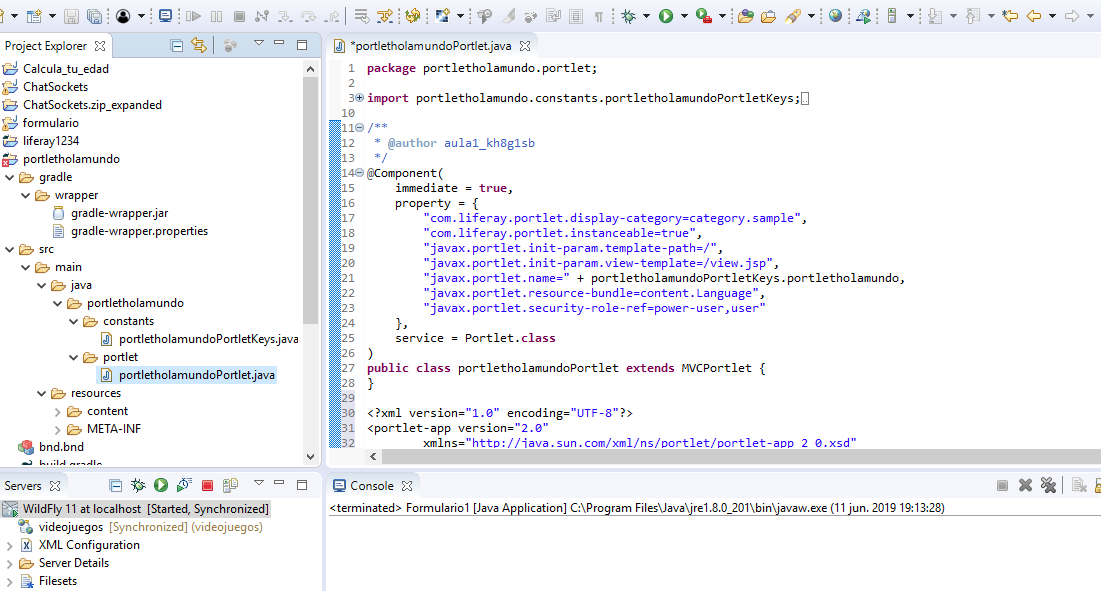 Project Explorer
Calcula_tu_edad
ChatSockets
ChatSockets.zip_expanded
formulario
liferay1234
portletholamundo
gradle
wrapper
gradle-wrapper.jar
gradle-wrapper.properties
src
main
java
portletholamundo
constants
portletholamundoPortletKeys.java
portlet
portletholamundoPortlet.java
resources
content
META-INF
bnd.bnd
build.gradle
*portletholamundoPortlet.java
1 package portletholamundo.portlet;
2
3 import portletholamundo.constants.portletholamundoPortletKeys;
10
11 /**
12 * @author aula1_kh8g1sb
13 */
14 @Component(
15 immediate = true,
16 property = {
17 "com.liferay.portlet.display-category=category.sample",
18 "com.liferay.portlet.instanceable=true",
19 "javax.portlet.init-param.template-path=/",
20 "javax.portlet.init-param.view-template=/view.jsp",
21 "javax.portlet.name=" + portletholamundoPortletKeys.portletholamundo,
22 "javax.portlet.resource-bundle=content.Language",
23 "javax.portlet.security-role-ref=power-user,user"
24 },
25 service = Portlet.class
26 )
27 public class portletholamundoPortlet extends MVCPortlet {
28 }
29
30 <?xml version="1.0" encoding="UTF-8"?>
31 <portlet-app version="2.0"
32 xmlns="http://java.sun.com/xml/ns/portlet/portlet-app_2_0.xsd"
Servers
WildFly 11 at localhost [Started, Synchronized]
videojuegos [Synchronized] (videojuegos)
XML Configuration
Server Details
Filesets
Console
<terminated> Formulario1 [Java Application] C:\Program Files\Java\jre1.8.0_201\bin\javaw.exe (11 jun. 2019 19:13:28)